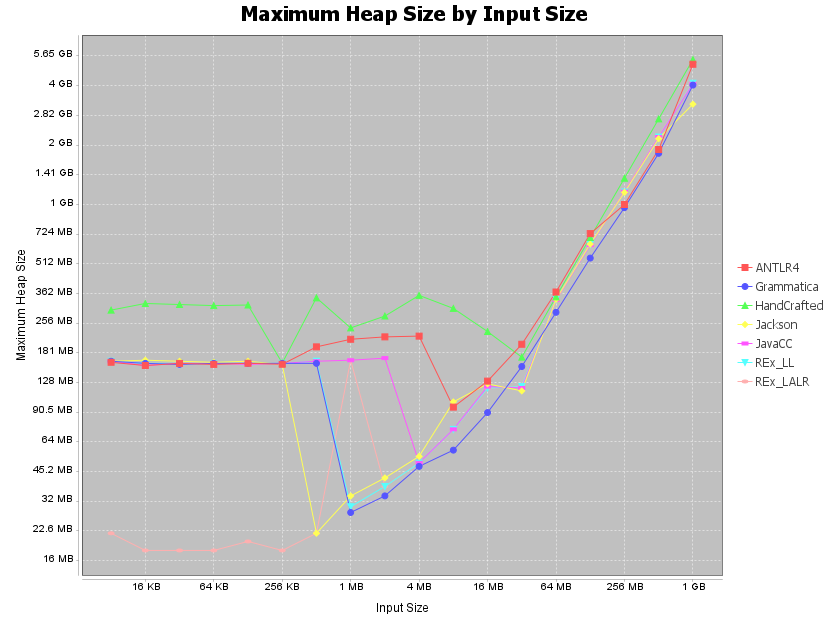 Maximum Heap Size by Input Size
Maximum Heap Size
5.65 GB
4 GB
2.82 GB
2 GB
1.41 GB
1 GB
724 MB
512 MB
362 MB
256 MB
181 MB
128 MB
90.5 MB
64 MB
45.2 MB
32 MB
22.6 MB
16 MB
16 KB 64 KB 256 KB 1 MB 4 MB 16 MB 64 MB 256 MB 1 GB
Input Size
ANTLR4
Grammatica
HandCrafted
Jackson
JavaCC
REx_LL
REx_LALR